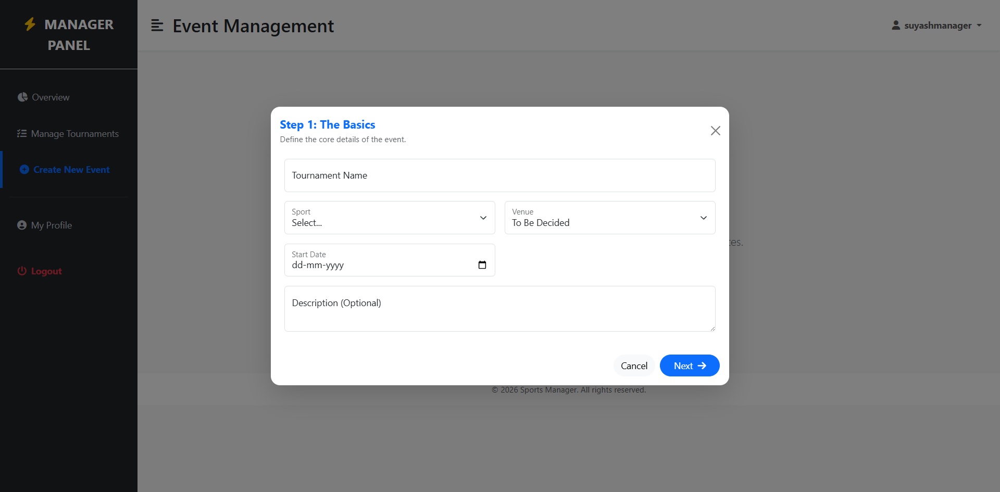 MANAGER
PANEL
Event Management
suyashmanager
Overview
Manage Tournaments
Create New Event
My Profile
Logout
Step 1: The Basics
Define the core details of the event.
Tournament Name
Sport
Select...
Venue
To Be Decided
Start Date
dd-mm-yyyy
Description (Optional)
Cancel
Next
© 2026 Sports Manager. All rights reserved.